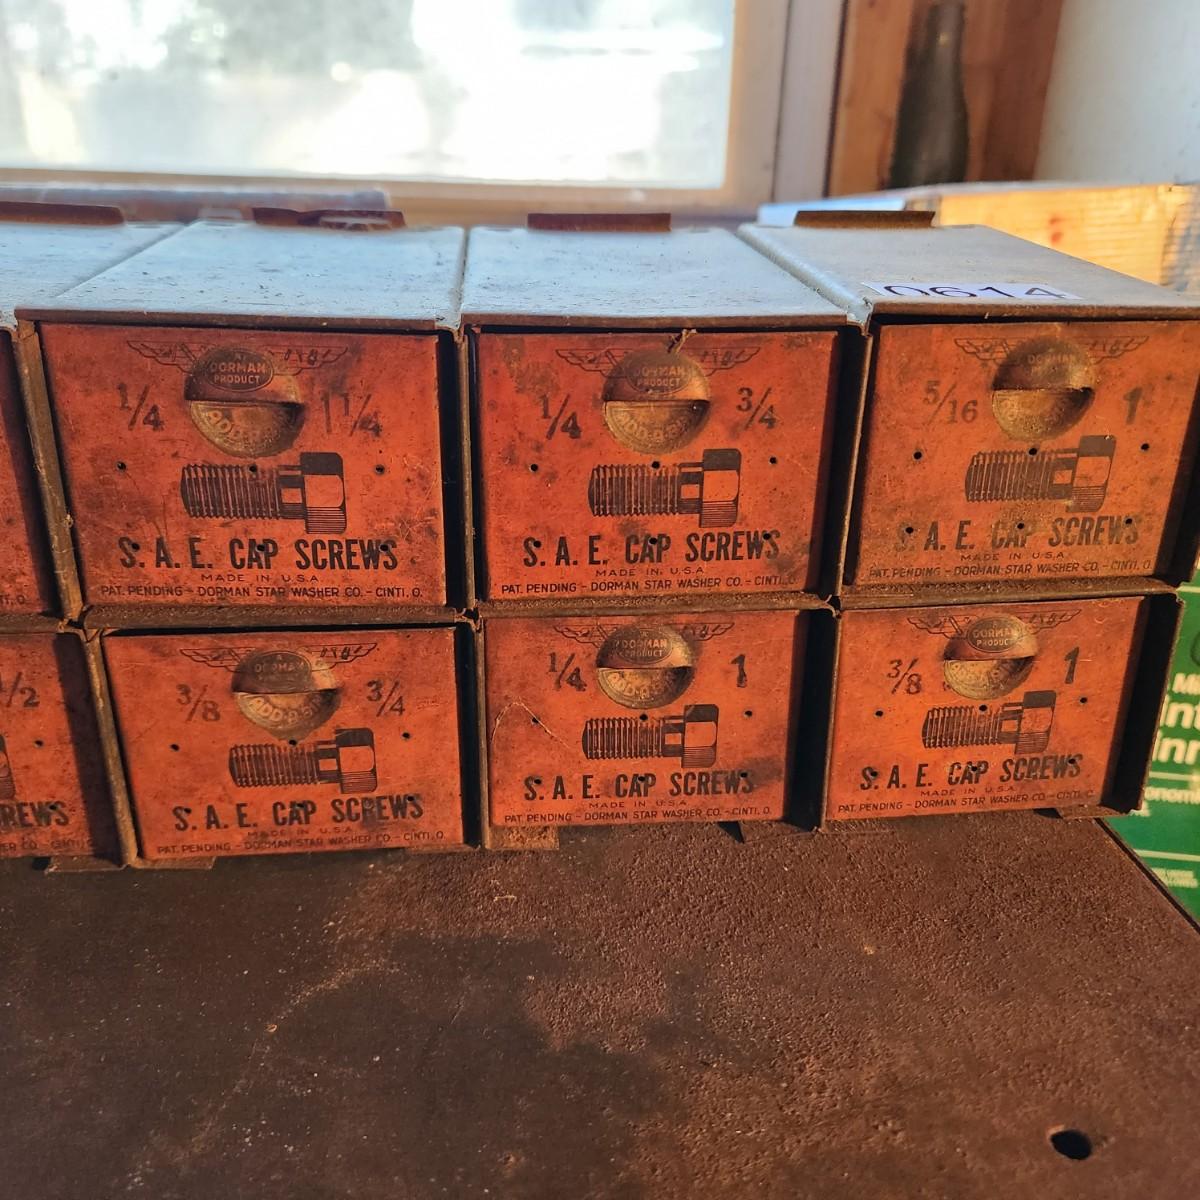 0614
DORMAN
PRODUCT
1/4 1 1/4
S. A. E. CAP SCREWS
MADE IN U.S.A.
PAT. PENDING – DORMAN STAR WASHER CO. – CINTI, O.
DORMAN
PRODUCT
1/4 3/4
S. A. E. CAP SCREWS
MADE IN U.S.A.
PAT. PENDING – DORMAN STAR WASHER CO. – CINTI, O.
DORMAN
PRODUCT
5/16 1
S. A. E. CAP SCREWS
MADE IN U.S.A.
PAT. PENDING – DORMAN STAR WASHER CO. – CINTI, O.
1/2
REWS
DORMAN
PRODUCT
3/8 3/4
S. A. E. CAP SCREWS
MADE IN U.S.A.
PAT. PENDING – DORMAN STAR WASHER CO. – CINTI, O.
DORMAN
PRODUCT
1/4 1
S. A. E. CAP SCREWS
MADE IN U.S.A.
PAT. PENDING – DORMAN STAR WASHER CO. – CINTI, O.
DORMAN
PRODUCT
3/8 1
S. A. E. CAP SCREWS
MADE IN U.S.A.
PAT. PENDING – DORMAN STAR WASHER CO. – CINTI, O.